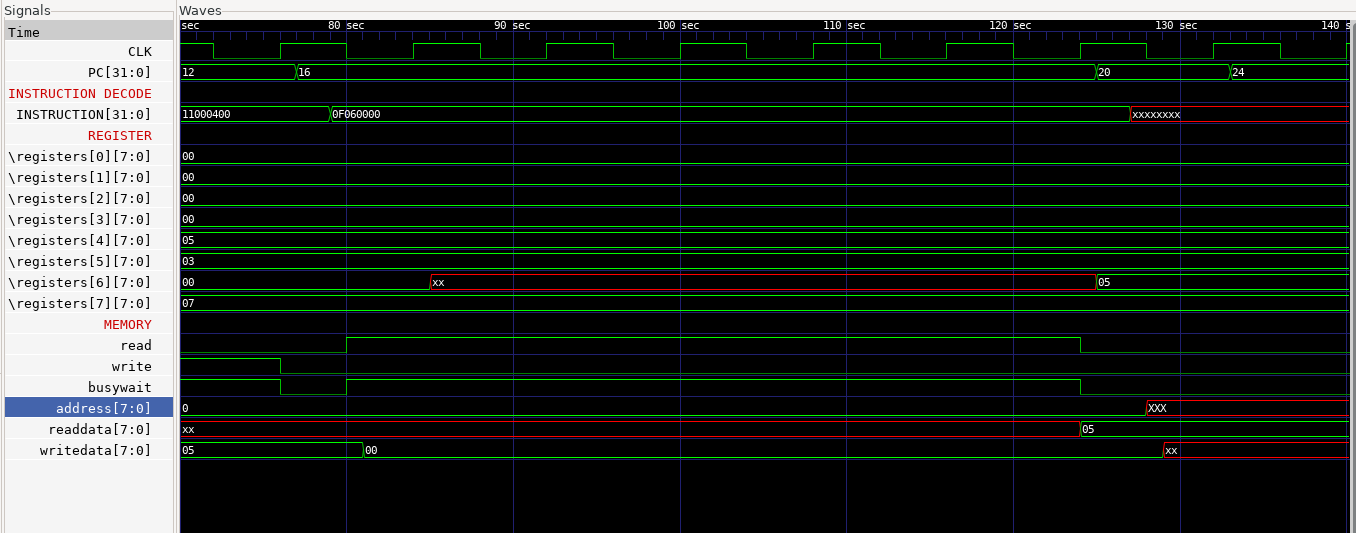 Signals Waves
Time sec 80 sec 90 sec 100 sec 110 sec 120 sec 130 sec 140 s
CLK
PC[31:0] 12 16 20 24
INSTRUCTION DECODE
INSTRUCTION[31:0] 11000400 0F060000 xxxxxxxx
REGISTER
\registers[0][7:0] 00
\registers[1][7:0] 00
\registers[2][7:0] 00
\registers[3][7:0] 00
\registers[4][7:0] 05
\registers[5][7:0] 03
\registers[6][7:0] 00 xx 05
\registers[7][7:0] 07
MEMORY
read
write
busywait
address[7:0] 0 XXX
readdata[7:0] xx 05
writedata[7:0] 05 00 xx